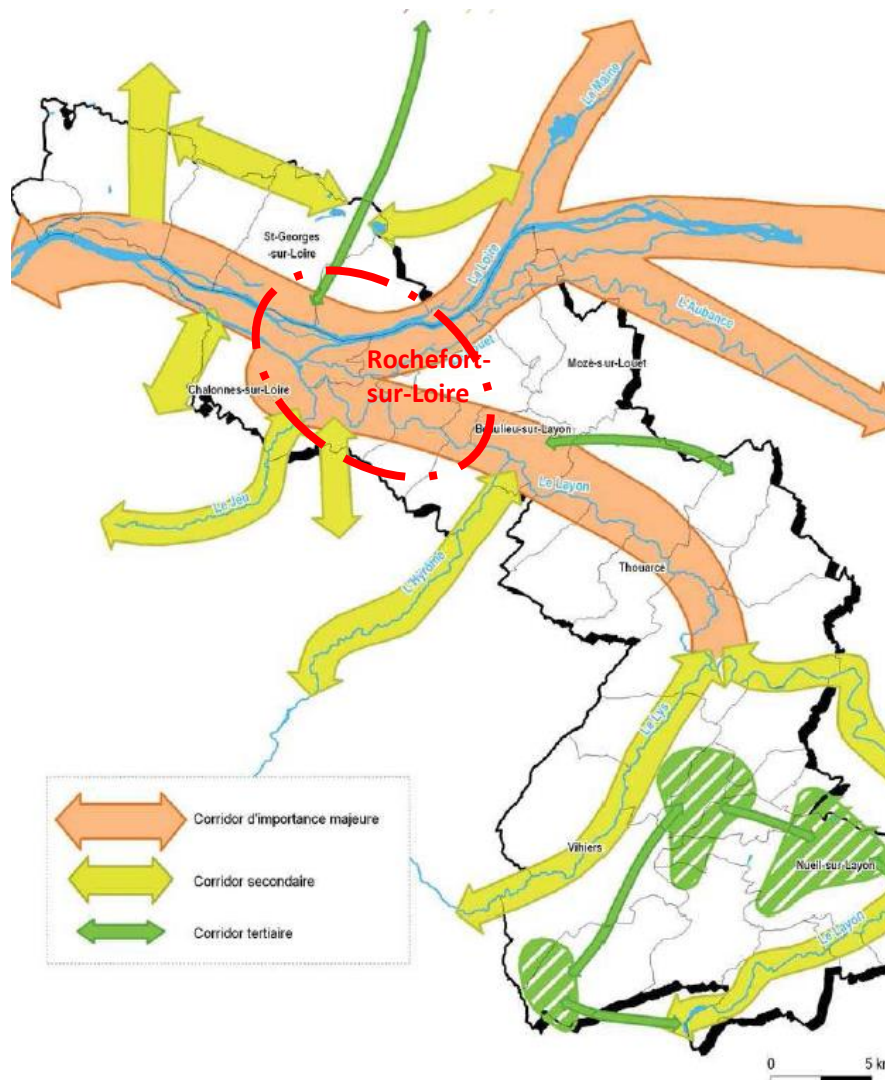 La Maine
St-Georges
-sur-Loire
La Loire
L'Aubance
Rochefort-
sur-Loire
Mozé-sur-Louet
Chalonnes-sur-Loire
Beaulieu-sur-Layon
Le Layon
Le Jeu
L'Hyrôme
Thouarcé
Le Lys
Corridor d'importance majeure
Corridor secondaire
Corridor tertiaire
Vihiers
Nueil-sur-Layon
Le Layon
0 5 k